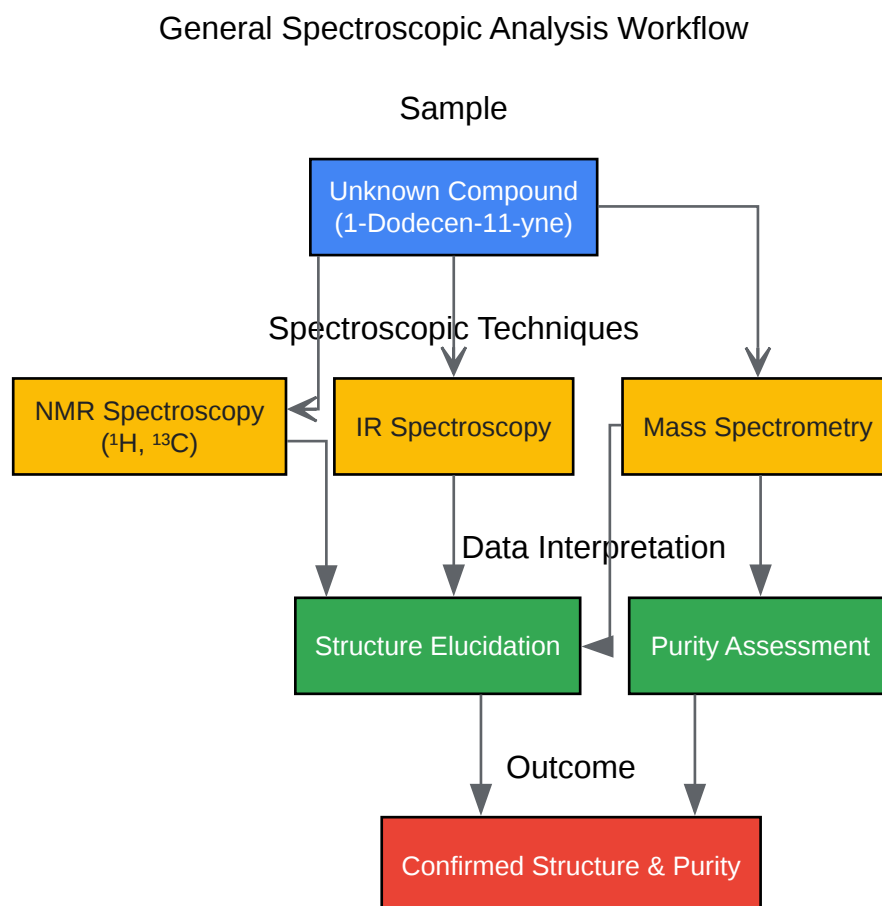 General Spectroscopic Analysis Workflow
Sample
Unknown Compound
(1-Dodecen-11-yne)
Spectroscopic Techniques
NMR Spectroscopy
(¹H, ¹³C)
IR Spectroscopy
Mass Spectrometry
Data Interpretation
Structure Elucidation
Purity Assessment
Outcome
Confirmed Structure & Purity